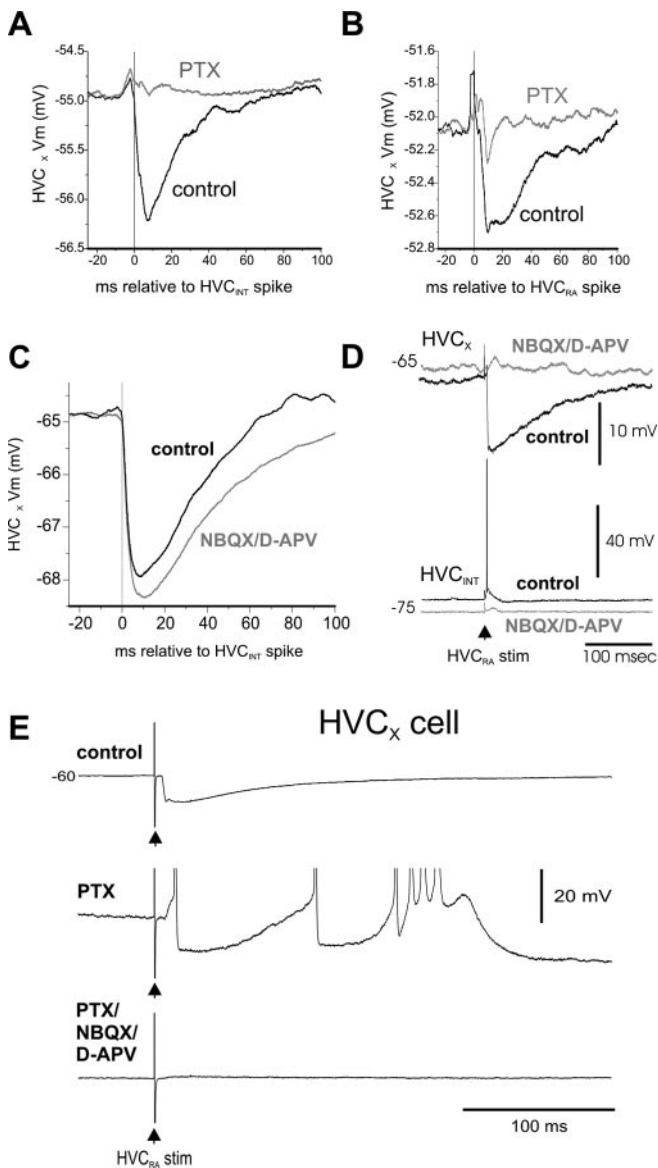 A
-54.5
-55.0
-55.5
-56.0
-56.5
HVCX Vm (mV)
PTX
control
-20 0 20 40 60 80 100
ms relative to HVCINT spike
B
-51.6
-51.8
-52.0
-52.2
-52.4
-52.6
-52.8
HVCX Vm (mV)
PTX
control
-20 0 20 40 60 80 100
ms relative to HVCRA spike
C
-65
-66
-67
-68
HVCX Vm (mV)
control
NBQX/D-APV
-20 0 20 40 60 80 100
ms relative to HVCINT spike
D
HVCX
NBQX/D-APV
-65
control
10 mV
40 mV
HVCINT
control
-75
NBQX/D-APV
HVCRA stim
100 msec
E
HVCX cell
control
-60
PTX
20 mV
PTX/
NBQX/
D-APV
100 ms
HVCRA stim